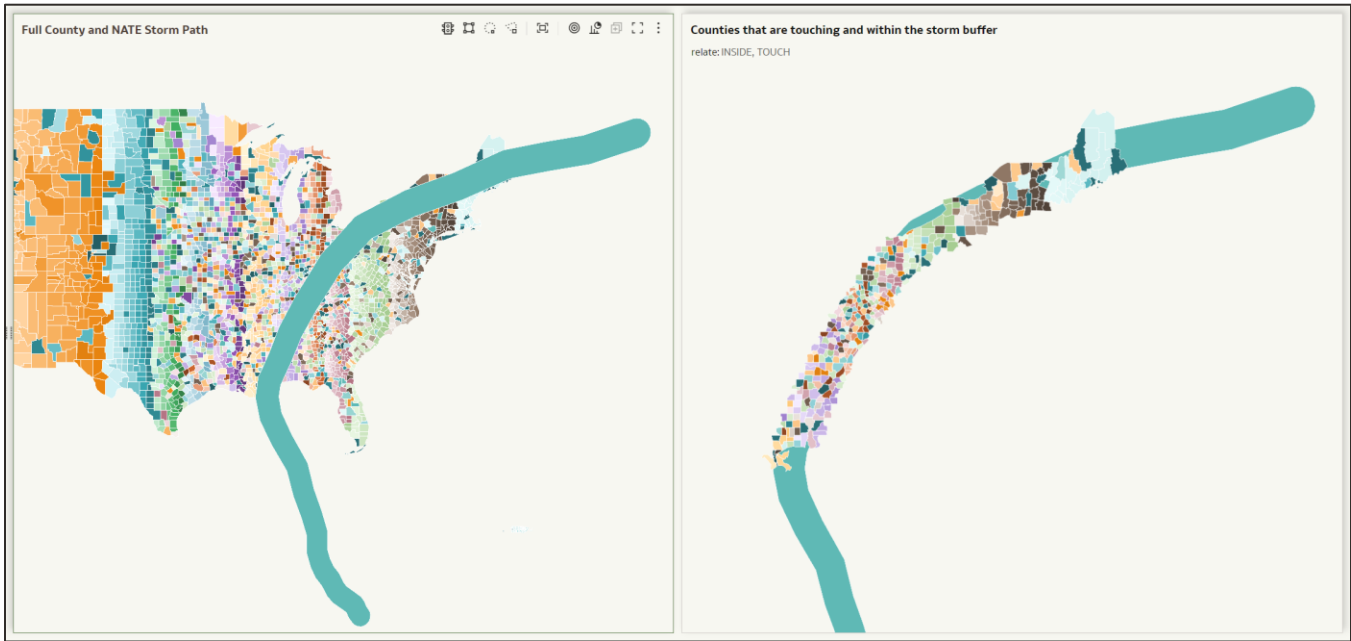 Full County and NATE Storm Path
Counties that are touching and within the storm buffer
relate: INSIDE, TOUCH